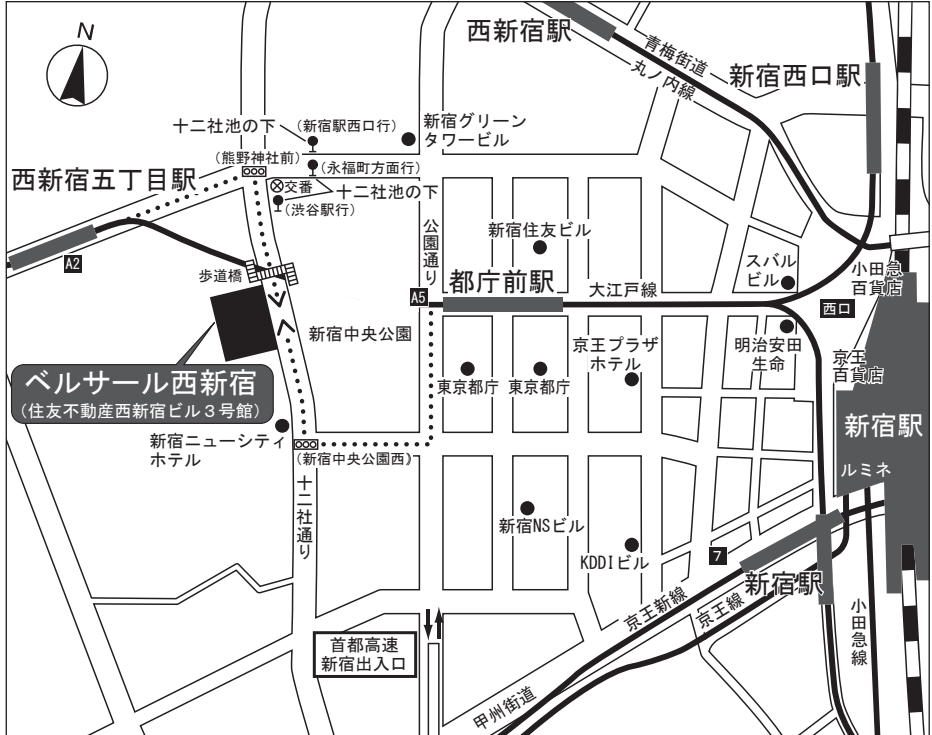 N
西新宿駅
青梅街道
丸ノ内線
新宿西口駅
十二社池の下
(新宿駅西口行)
新宿グリーン
タワービル
(熊野神社前)
(永福町方面行)
西新宿五丁目駅
交番
十二社池の下
(渋谷駅行)
公園通り
新宿住友ビル
A2
歩道橋
スバル
ビル
小田急
百貨店
A5
都庁前駅
大江戸線
西口
新宿中央公園
京王プラザ
ホテル
明治安田
生命
京王
百貨店
ベルサール西新宿
(住友不動産西新宿ビル3号館)
東京都庁
東京都庁
新宿駅
新宿ニューシティ
ホテル
(新宿中央公園西)
ルミネ
十二社通り
新宿NSビル
KDDIビル
7
新宿駅
京王新線
京王線
小田急線
首都高速
新宿出入口
甲州街道